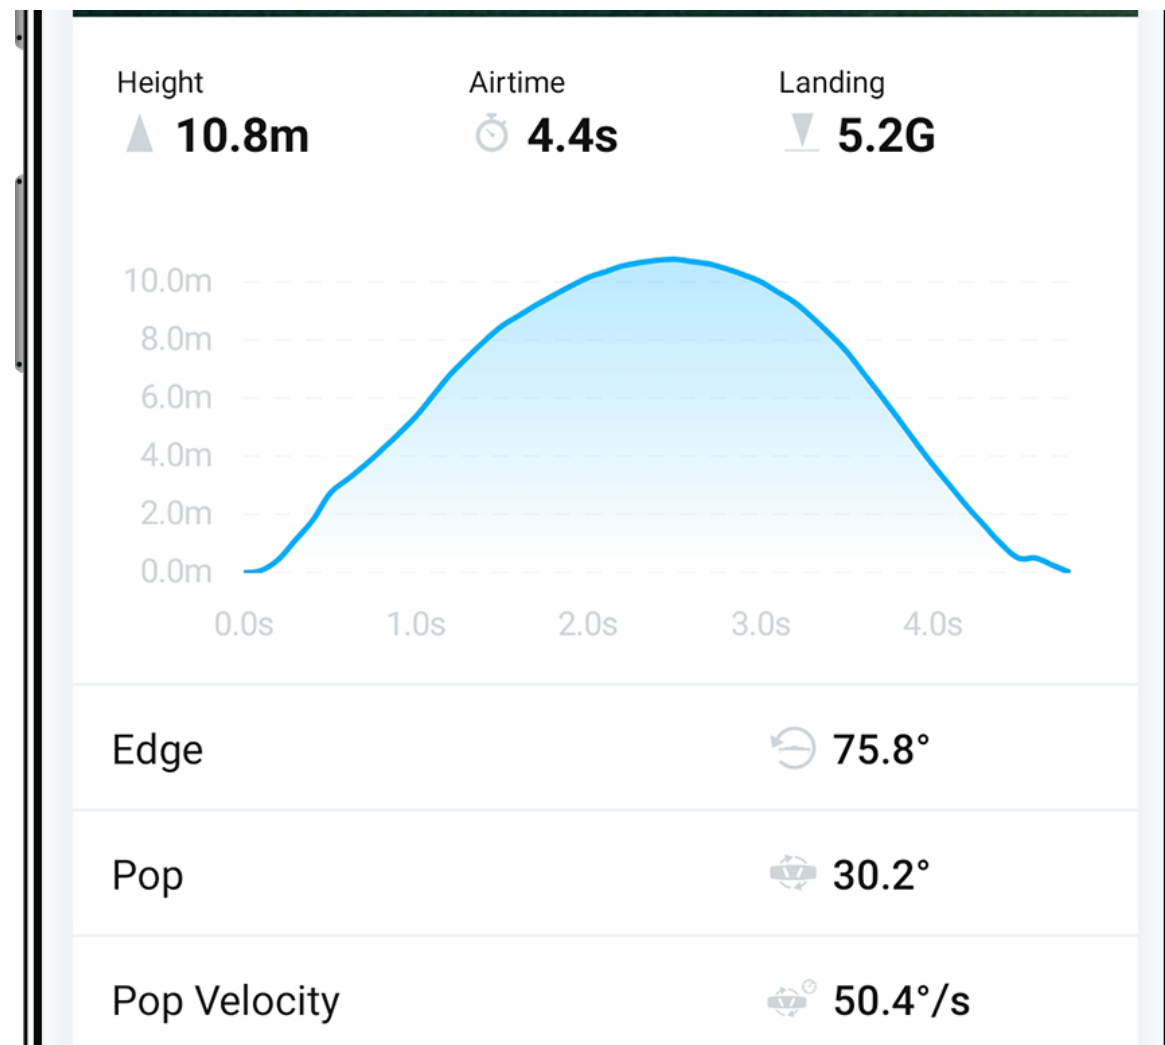 Height Airtime Landing
10.8m 4.4s 5.2G
10.0m
8.0m
6.0m
4.0m
2.0m
0.0m
0.0s 1.0s 2.0s 3.0s 4.0s
Edge 75.8°
Pop 30.2°
Pop Velocity 50.4°/s